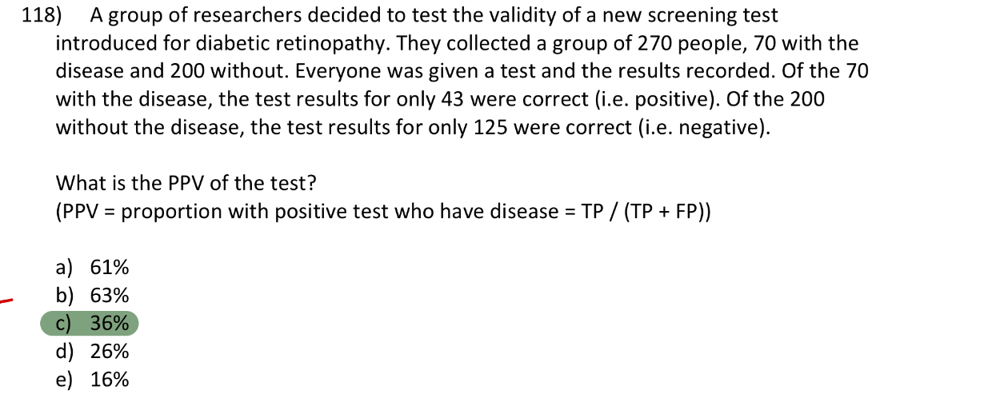 118) A group of researchers decided to test the validity of a new screening test
introduced for diabetic retinopathy. They collected a group of 270 people, 70 with the
disease and 200 without. Everyone was given a test and the results recorded. Of the 70
with the disease, the test results for only 43 were correct (i.e. positive). Of the 200
without the disease, the test results for only 125 were correct (i.e. negative).
What is the PPV of the test?
(PPV = proportion with positive test who have disease = TP / (TP + FP))
a) 61%
b) 63%
c) 36%
d) 26%
e) 16%